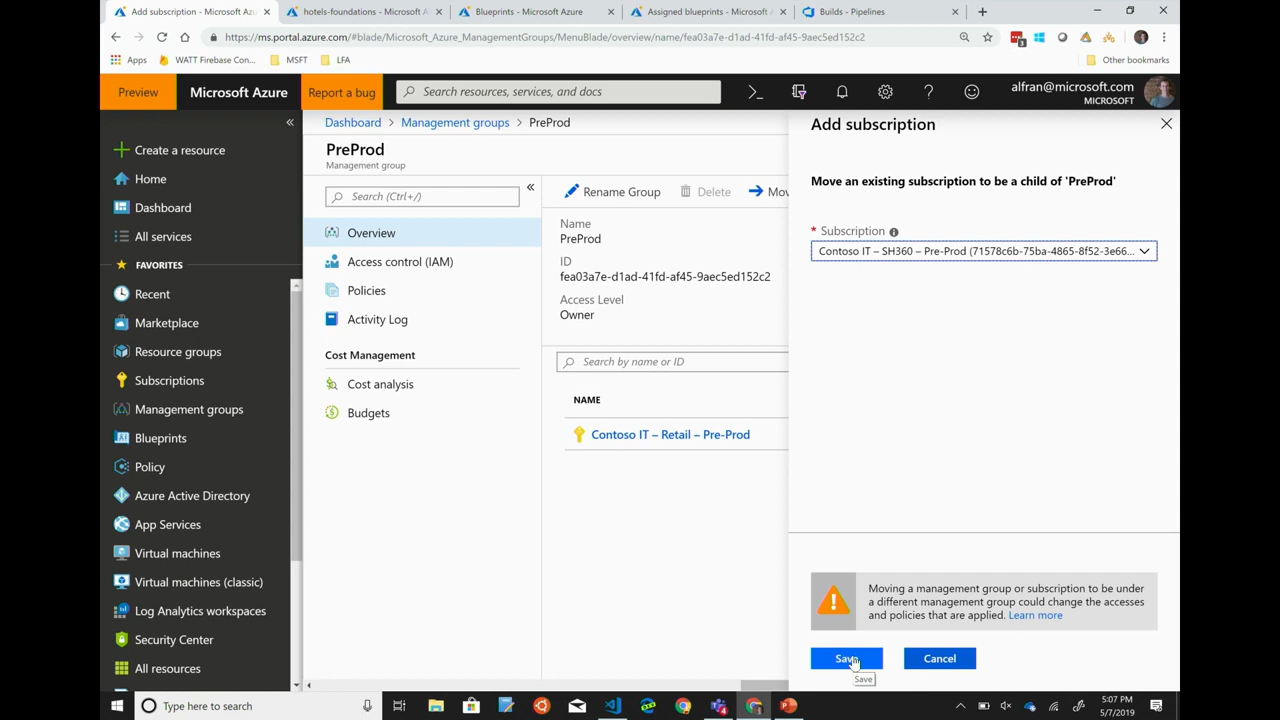 Add subscription - Microsoft Az
hotels-foundations - Microsoft A
Blueprints - Microsoft Azure
Assigned blueprints - Microsoft A
Builds - Pipelines
https://ms.portal.azure.com/#blade/Microsoft_Azure_ManagementGroups/MenuBlade/overview/name/fea03a7e-d1ad-41fd-af45-9aec5ed152c2
Apps
WATT Firebase Con...
MSFT
LFA
Other bookmarks
Preview
Microsoft Azure
Report a bug
Search resources, services, and docs
alfran@microsoft.com
MICROSOFT
Create a resource
Home
Dashboard
All services
FAVORITES
Recent
Marketplace
Resource groups
Subscriptions
Management groups
Blueprints
Policy
Azure Active Directory
App Services
Virtual machines
Virtual machines (classic)
Log Analytics workspaces
Security Center
All resources
Dashboard > Management groups > PreProd
PreProd
Management group
Search (Ctrl+/)
Overview
Access control (IAM)
Policies
Activity Log
Cost Management
Cost analysis
Budgets
Rename Group
Delete
Mov
Name
PreProd
ID
fea03a7e-d1ad-41fd-af45-9aec5ed152c2
Access Level
Owner
Search by name or ID
NAME
Contoso IT – Retail – Pre-Prod
Add subscription
Move an existing subscription to be a child of 'PreProd'
* Subscription
Contoso IT – SH360 – Pre-Prod (71578c6b-75ba-4865-8f52-3e66...
Moving a management group or subscription to be under
a different management group could change the accesses
and policies that are applied. Learn more
Save
Cancel
Save
Type here to search
5:07 PM
5/7/2019